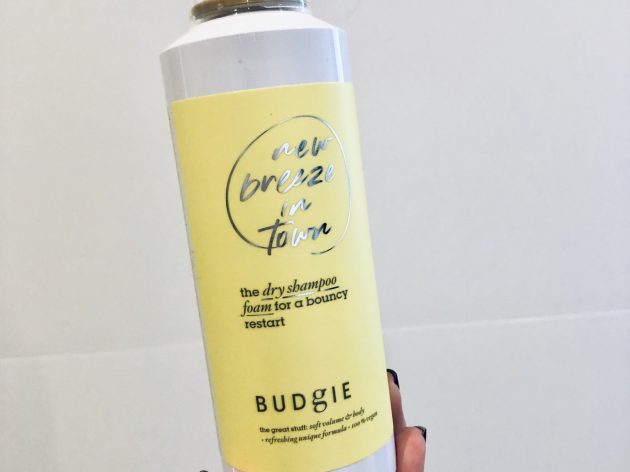 new
breeze
in
town
the dry shampoo
foam for a bouncy
restart
BUDgIE
the great stuff: soft volume & body
· refreshing unique formula · 100% vegan